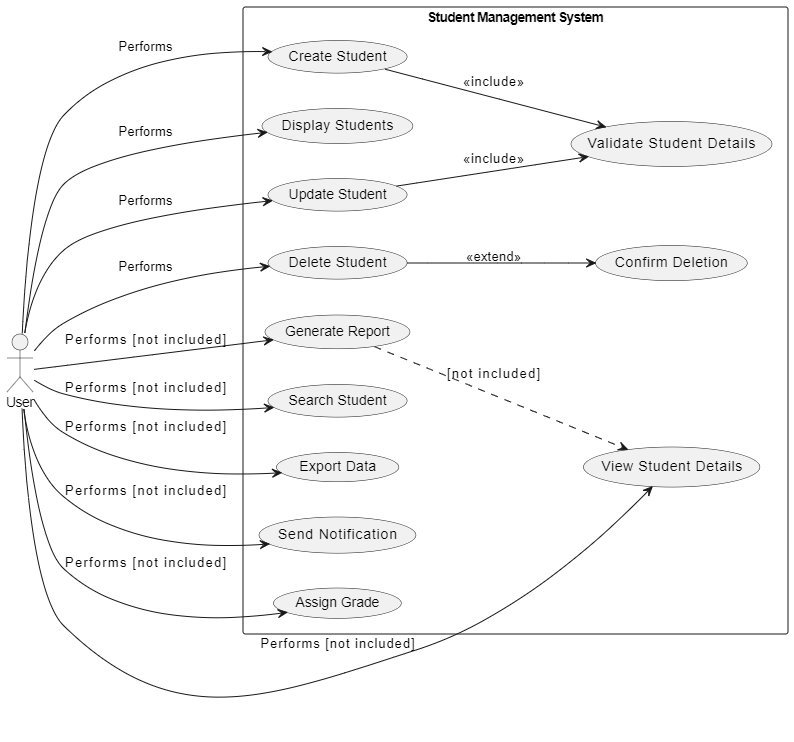 Student Management System
Performs
Create Student
«include»
Performs
Display Students
Validate Student Details
«include»
Performs
Update Student
Performs
Delete Student
«extend»
Confirm Deletion
Performs [not included]
Generate Report
[not included]
User
Performs [not included]
Search Student
Performs [not included]
Export Data
View Student Details
Performs [not included]
Send Notification
Performs [not included]
Assign Grade
Performs [not included]